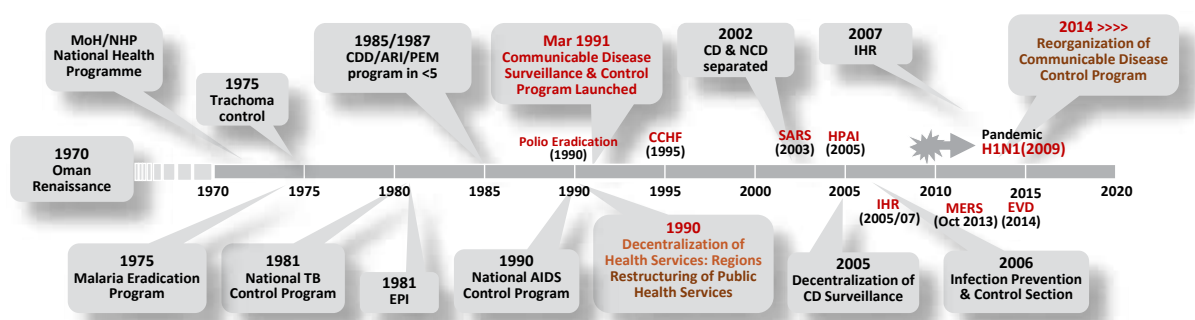 MoH/NHP
National Health
Programme
1975
Trachoma
control
1985/1987
CDD/ARI/PEM
program in <5
Mar 1991
Communicable Disease
Surveillance & Control
Program Launched
2002
CD & NCD
separated
2007
IHR
2014 >>>>
Reorganization of
Communicable Disease
Control Program
Polio Eradication
(1990)
CCHF
(1995)
SARS
(2003)
HPAI
(2005)
Pandemic
H1N1(2009)
1970
Oman
Renaissance
1970 1975 1980 1985 1990 1995 2000 2005 2010 2015 2020
IHR
(2005/07)
MERS
(Oct 2013)
EVD
(2014)
1975
Malaria Eradication
Program
1981
National TB
Control Program
1981
EPI
1990
National AIDS
Control Program
1990
Decentralization of
Health Services: Regions
Restructuring of Public
Health Services
2005
Decentralization of
CD Surveillance
2006
Infection Prevention
& Control Section